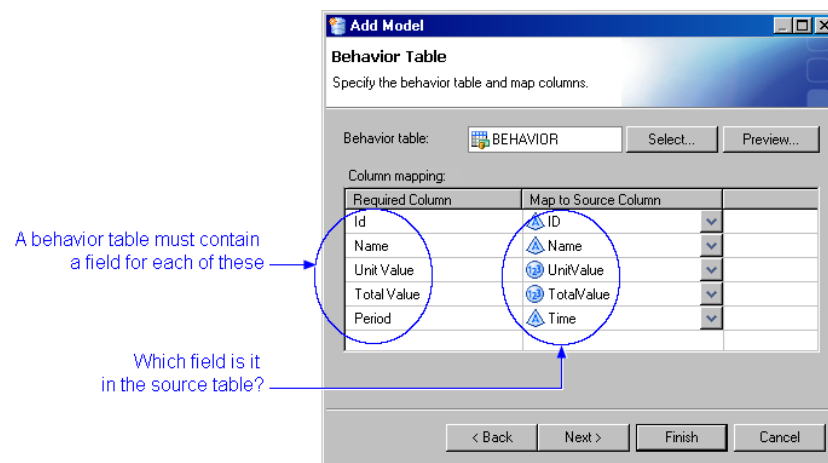 Add Model
Behavior Table
Specify the behavior table and map columns.
Behavior table:
BEHAVIOR
Select...
Preview...
Column mapping:
Required Column
Map to Source Column
Id
ID
Name
Name
Unit Value
UnitValue
Total Value
TotalValue
Period
Time
A behavior table must contain
a field for each of these
Which field is it
in the source table?
< Back
Next >
Finish
Cancel